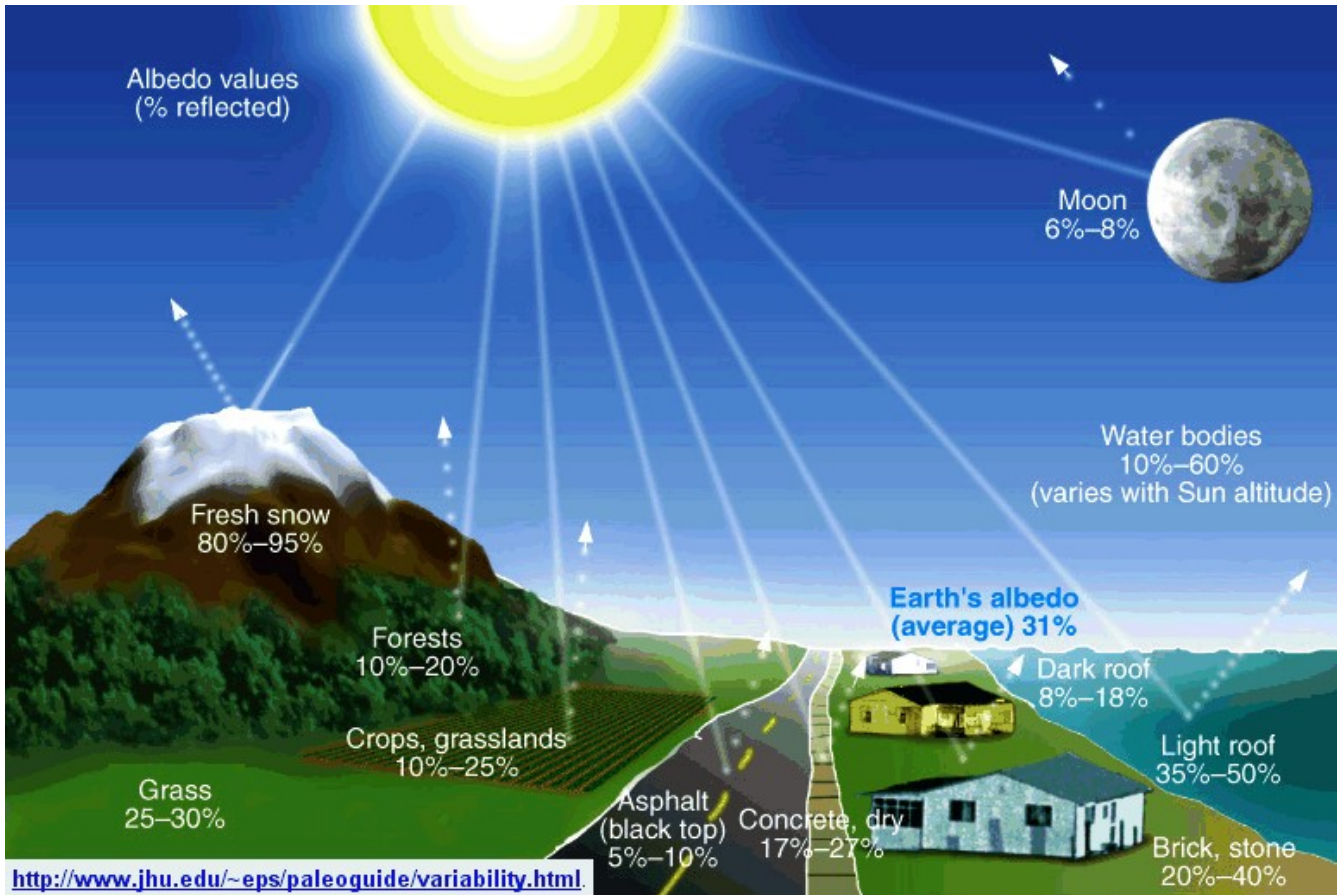 Albedo values
(% reflected)
Moon
6%–8%
Water bodies
10%–60%
(varies with Sun altitude)
Fresh snow
80%–95%
Earth's albedo
(average) 31%
Forests
10%–20%
Dark roof
8%–18%
Crops, grasslands
10%–25%
Light roof
35%–50%
Grass
25–30%
Asphalt
(black top)
5%–10%
Concrete, dry
17%–27%
Brick, stone
20%–40%
http://www.jhu.edu/~eps/paleoguide/variability.html.